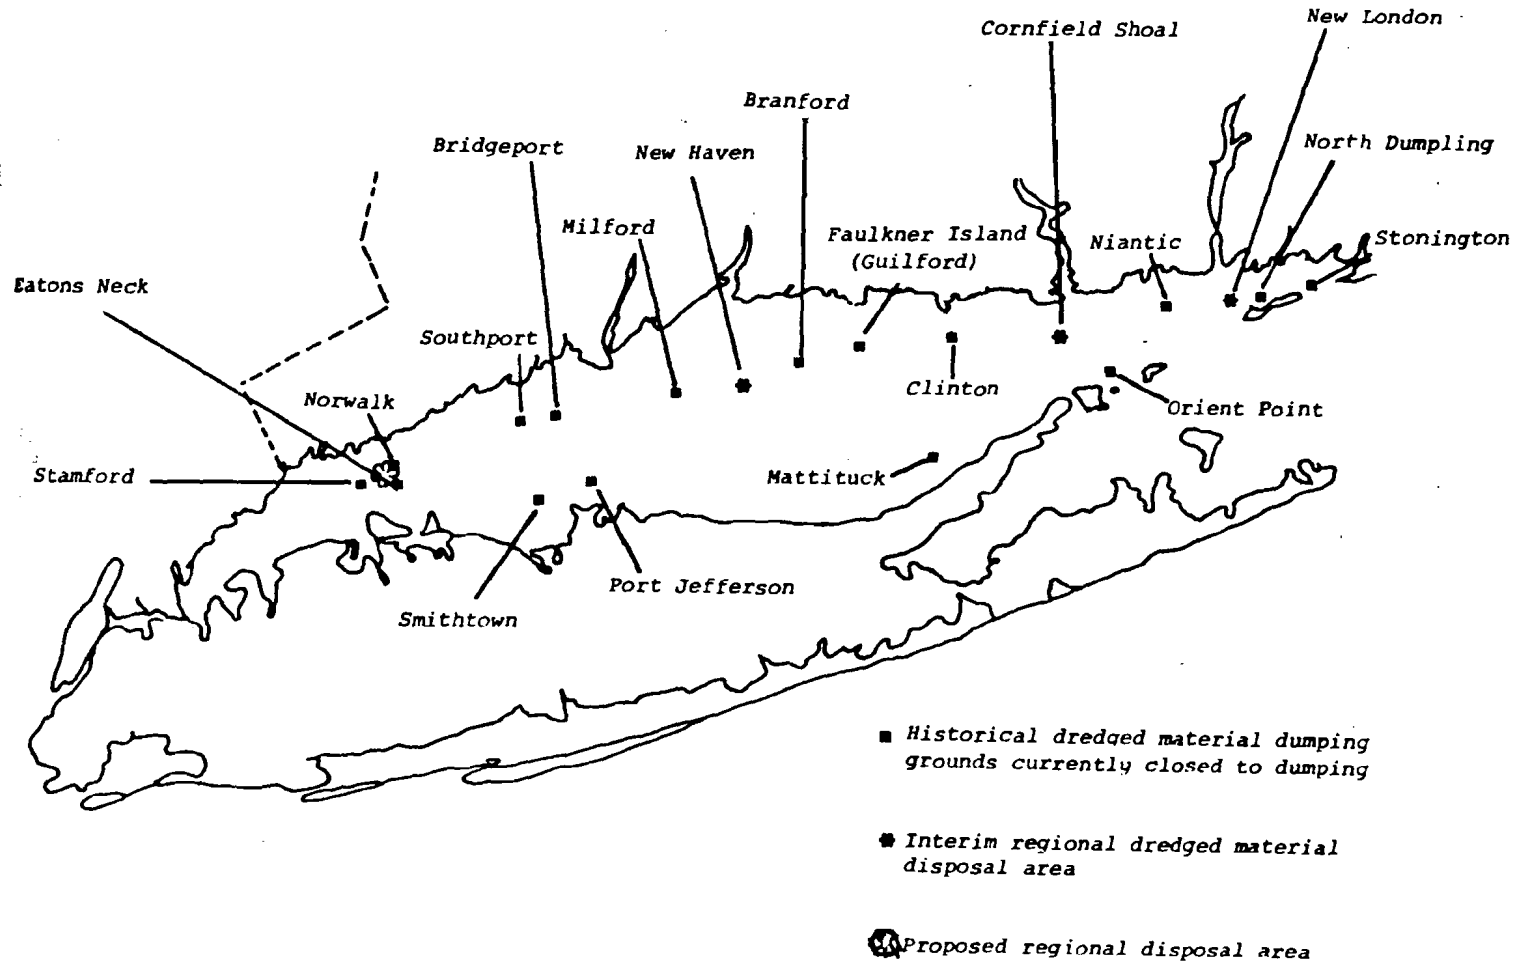 New London
Cornfield Shoal
Branford
Bridgeport
New Haven
North Dumpling
Milford
Faulkner Island
(Guilford)
Niantic
Stonington
Eatons Neck
Southport
Norwalk
Clinton
Orient Point
Stamford
Mattituck
Port Jefferson
Smithtown
Historical dredged material dumping
grounds currently closed to dumping
Interim regional dredged material
disposal area
Proposed regional disposal area